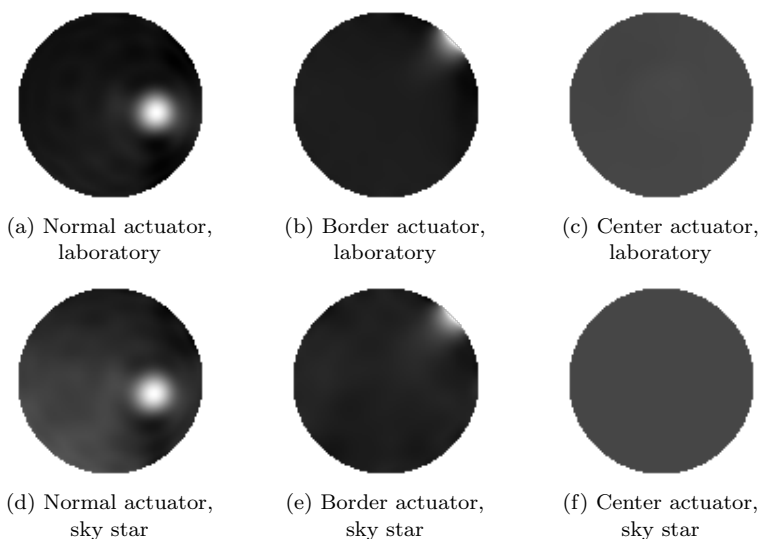 (a) Normal actuator,
laboratory
(b) Border actuator,
laboratory
(c) Center actuator,
laboratory
(d) Normal actuator,
sky star
(e) Border actuator,
sky star
(f) Center actuator,
sky star